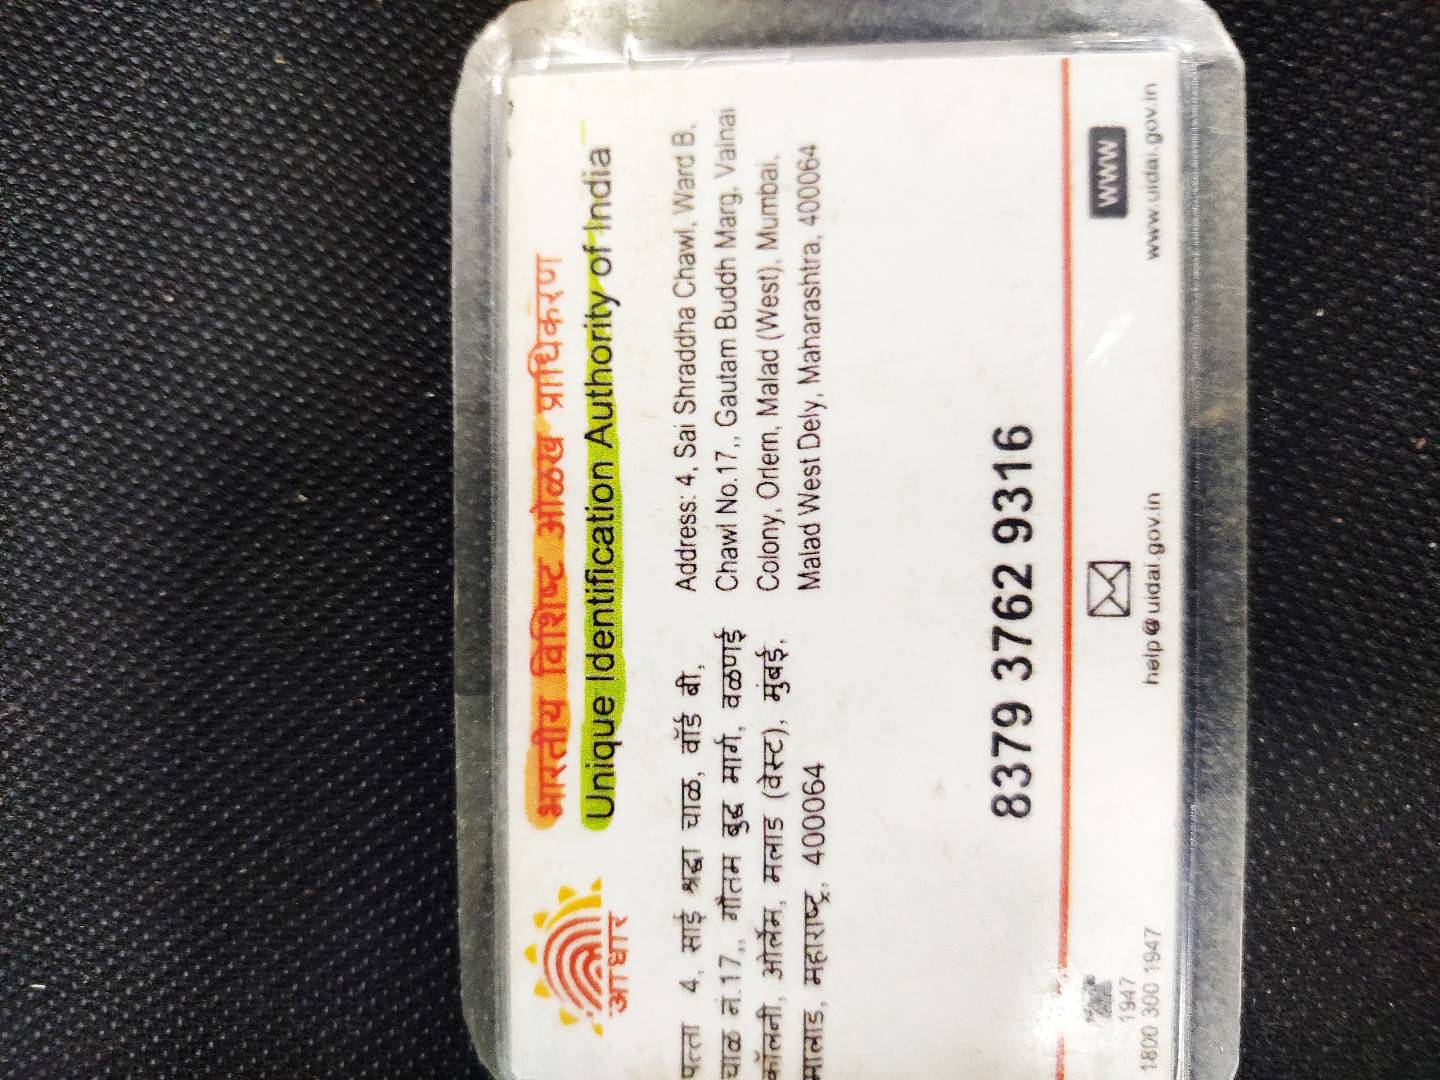 भारतीय विशिष्ट ओळख प्राधिकरण
Unique Identification Authority of India
आधार
पत्ता 4, साई श्रद्धा चाळ, वॉर्ड बी,
चाळ नं.17,, गौतम बुद्ध मार्ग, वळणई
कॉलनी, ओर्लेम, मलाड (वेस्ट), मुंबई,
मालाड, महाराष्ट्र, 400064
Address: 4, Sai Shraddha Chawl, Ward B,
Chawl No.17,, Gautam Buddh Marg, Valnai
Colony, Orlem, Malad (West), Mumbai,
Malad West Dely, Maharashtra, 400064
8379 3762 9316
1947
1800 300 1947
help@uidai.gov.in
WWW
www.uidai.gov.in